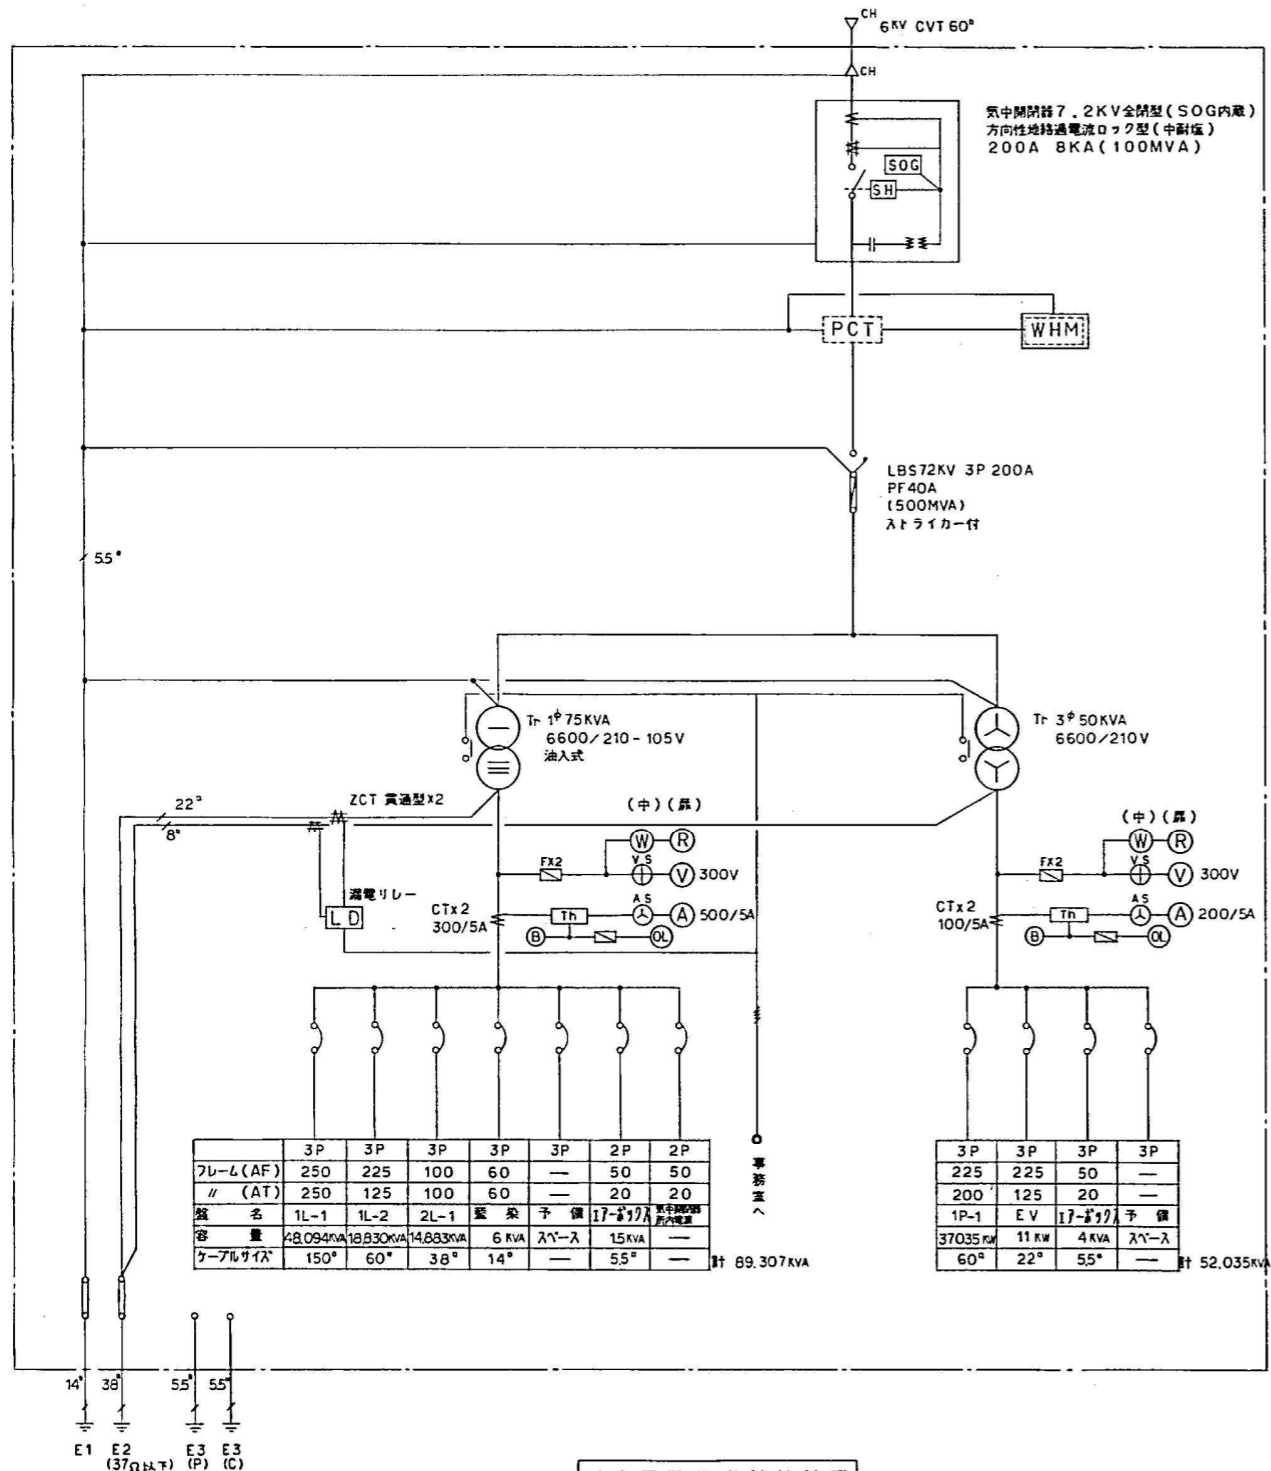 CH
6KV CVT 60°
CH
気中開閉器7.2KV全閉型(SOG内蔵)
方向性地絡過電流ロック型(中耐塩)
200A 8KA(100MVA)
SOG
SH
PCT
WHM
LBS72KV 3P 200A
PF40A
(500MVA)
ストライカー付
5.5°
Tr 1φ 75KVA
6600/210-105V
油入式
Tr 3φ 50KVA
6600/210V
22°
8°
ZCT 貫通型X2
(中)(扉)
W R
FX2
VS
V 300V
漏電リレー
LD
CTx2
300/5A
Th
AS
A 500/5A
B
OL
(中)(扉)
W R
FX2
VS
V 300V
CTx2
100/5A
Th
AS
A 200/5A
B
OL
3P 3P 3P 3P 3P 2P 2P
フレーム(AF) 250 225 100 60 — 50 50
〃 (AT) 250 125 100 60 — 20 20
盤名 1L-1 1L-2 2L-1 藍染 予備 エアーボックス
容量 48.094KVA 18.830KVA 14.883KVA 6KVA スペース 1.5KVA —
ケーブルサイズ 150° 60° 38° 14° — 5.5° —
計 89.307KVA
事務室へ
3P 3P 3P 3P
225 225 50 —
200 125 20 —
1P-1 EV エアーボックス 予備
37.035KW 11KW 4KVA スペース
60° 22° 5.5° —
計 52.035KVA
14° 38° 5.5° 5.5°
E1 E2 E3 E3
(37Ω以下) (P) (C)